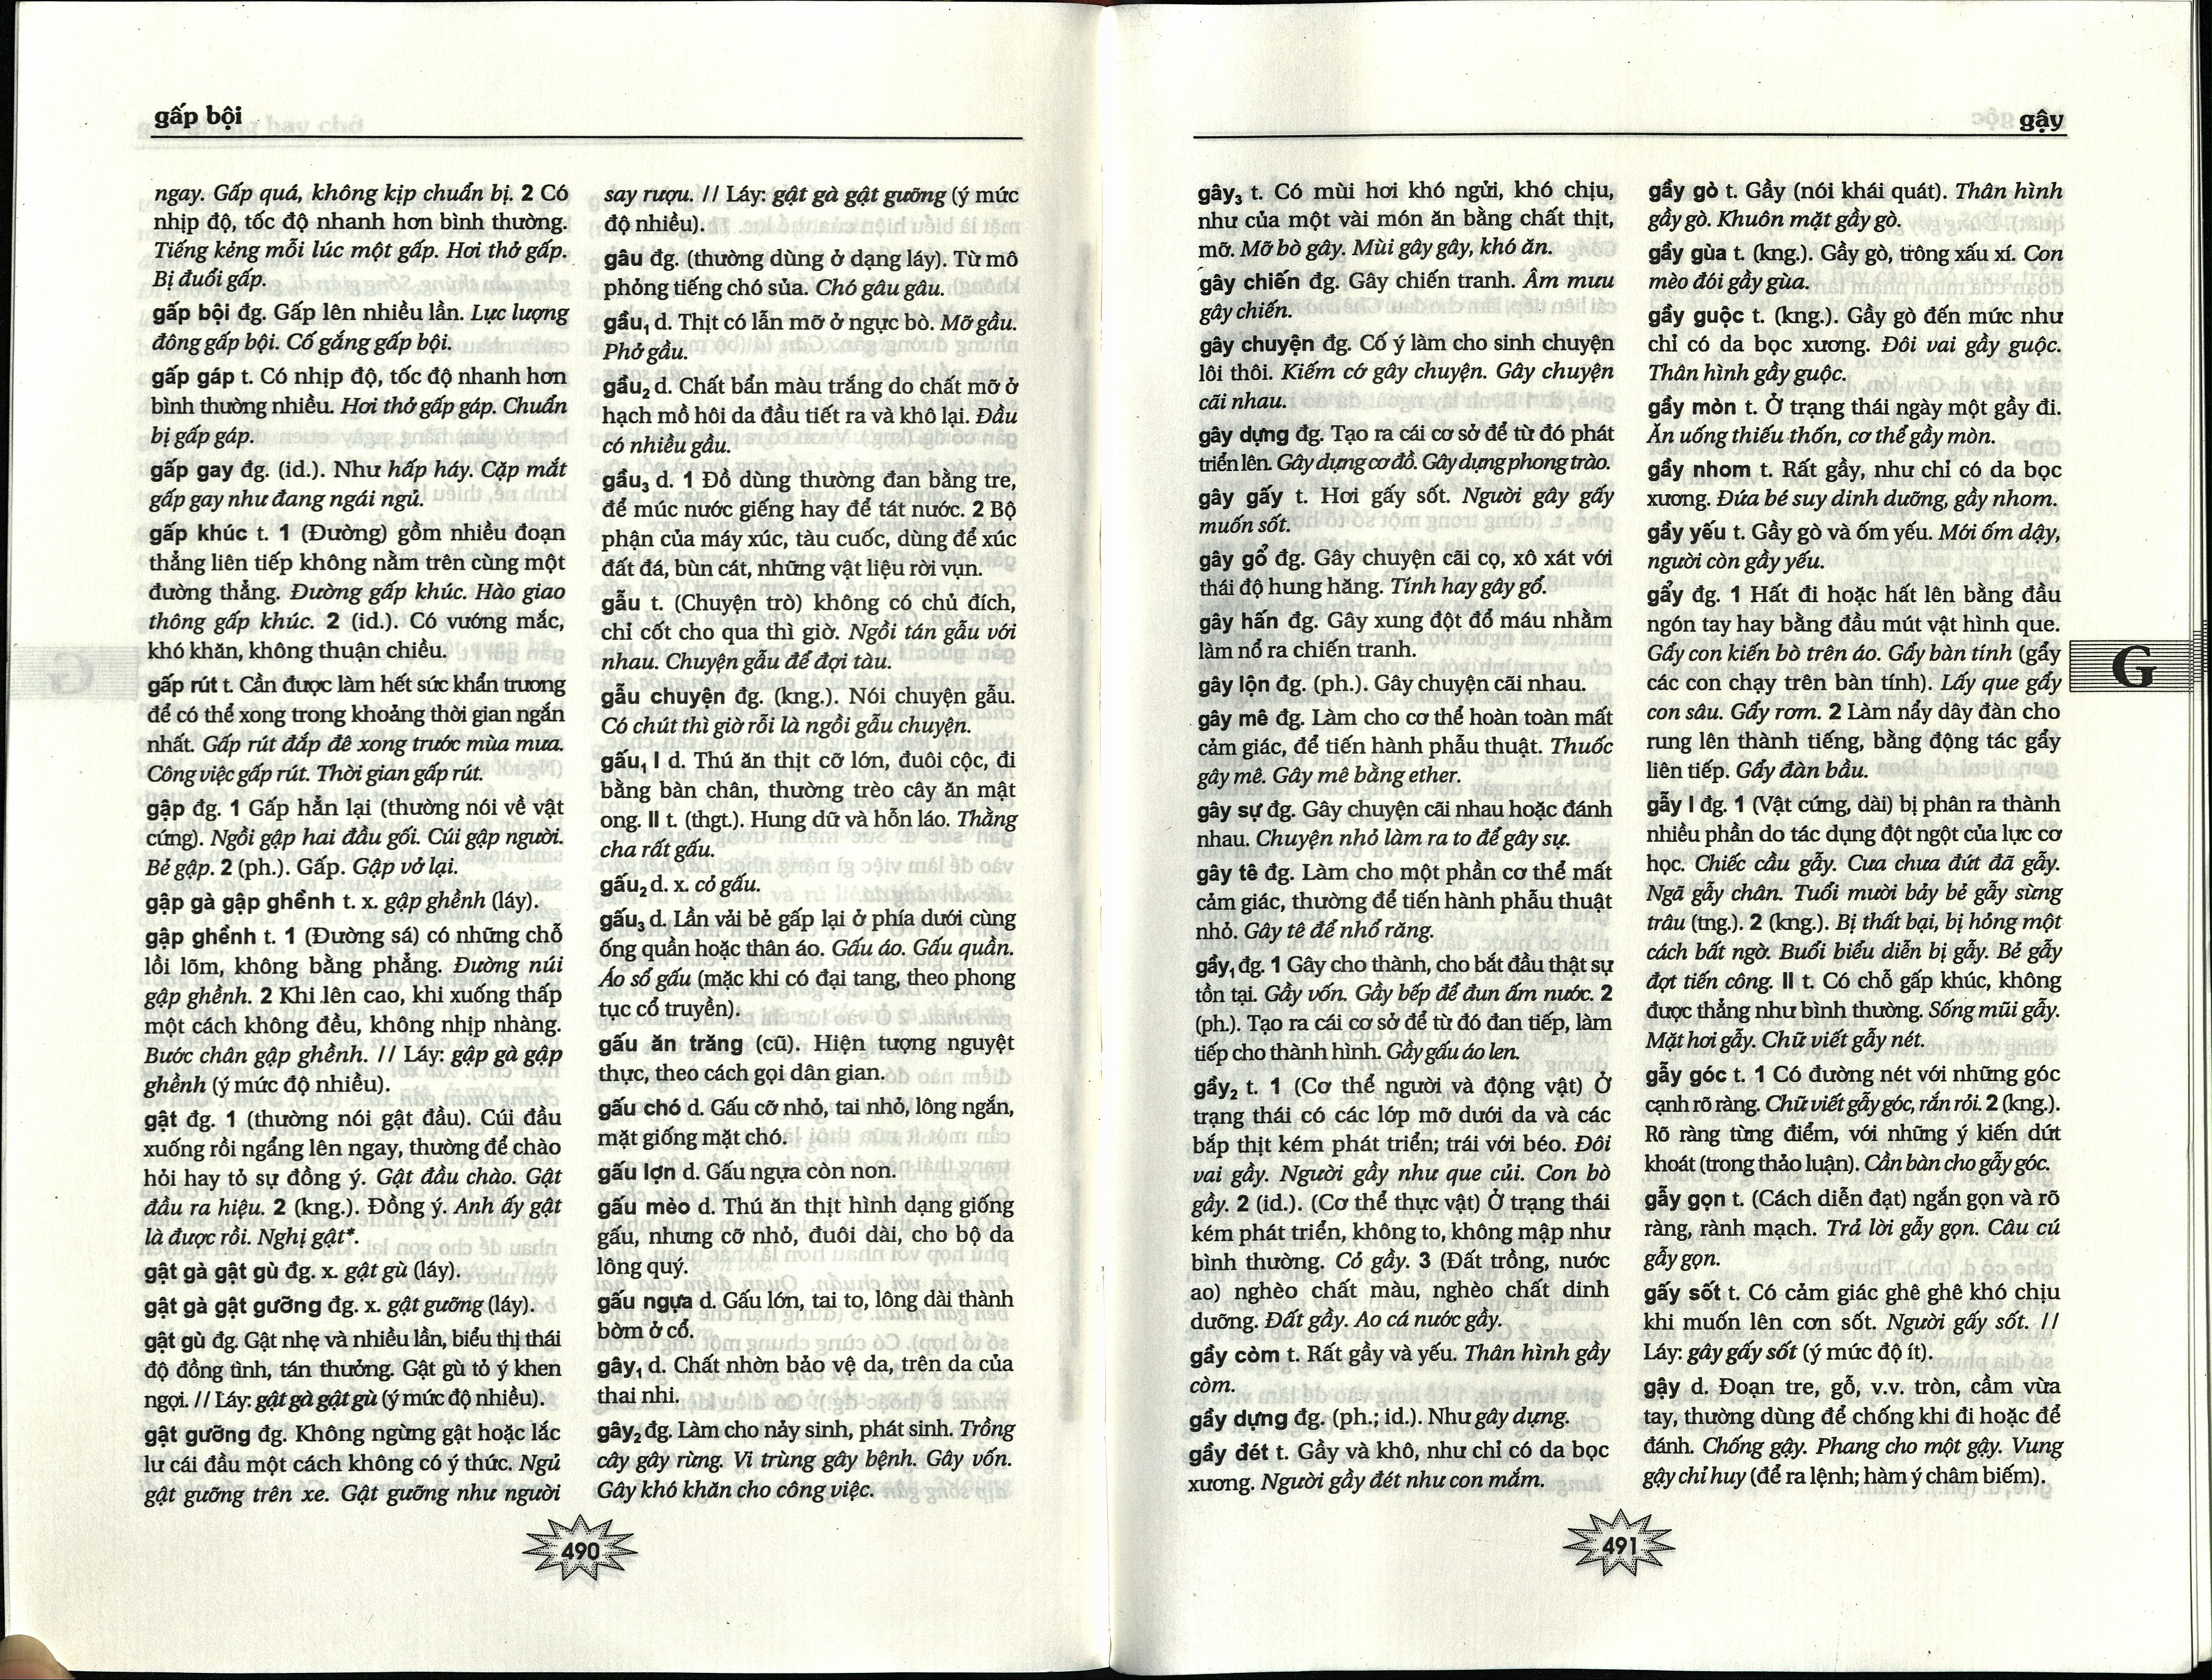 gấp bội
ngay. Gấp quá, không kịp chuẩn bị. 2 Có
nhịp độ, tốc độ nhanh hơn bình thường.
Tiếng kẻng mỗi lúc một gấp. Hơi thở gấp.
Bị đuổi gấp.
gấp bội đg. Gấp lên nhiều lần. Lực lượng
đông gấp bội. Cố gắng gấp bội.
gấp gáp t. Có nhịp độ, tốc độ nhanh hơn
bình thường nhiều. Hơi thở gấp gáp. Chuẩn
bị gấp gáp.
gấp gay đg. (id.). Như hấp háy. Cặp mắt
gấp gay như đang ngái ngủ.
gấp khúc t. 1 (Đường) gồm nhiều đoạn
thẳng liên tiếp không nằm trên cùng một
đường thẳng. Đường gấp khúc. Hào giao
thông gấp khúc. 2 (id.). Có vướng mắc,
khó khăn, không thuận chiều.
gấp rút t. Cần được làm hết sức khẩn trương
để có thể xong trong khoảng thời gian ngắn
nhất. Gấp rút đắp đê xong trước mùa mưa.
Công việc gấp rút. Thời gian gấp rút.
gập đg. 1 Gấp hẳn lại (thường nói về vật
cứng). Ngồi gập hai đầu gối. Cúi gập người.
Bẻ gập. 2 (ph.). Gấp. Gập vở lại.
gập gà gập ghềnh t. x. gập ghềnh (láy).
gập ghềnh t. 1 (Đường sá) có những chỗ
lồi lõm, không bằng phẳng. Đường núi
gập ghềnh. 2 Khi lên cao, khi xuống thấp
một cách không đều, không nhịp nhàng.
Bước chân gập ghềnh. // Láy: gập gà gập
ghềnh (ý mức độ nhiều).
gật đg. 1 (thường nói gật đầu). Cúi đầu
xuống rồi ngẩng lên ngay, thường để chào
hỏi hay tỏ sự đồng ý. Gật đầu chào. Gật
đầu ra hiệu. 2 (kng.). Đồng ý. Anh ấy gật
là được rồi. Nghị gật*.
gật gà gật gù đg. x. gật gù (láy).
gật gà gật gưỡng đg. x. gật gưỡng (láy).
gật gù đg. Gật nhẹ và nhiều lần, biểu thị thái
độ đồng tình, tán thưởng. Gật gù tỏ ý khen
ngợi. // Láy: gật gà gật gù (ý mức độ nhiều).
gật gưỡng đg. Không ngừng gật hoặc lắc
lư cái đầu một cách không có ý thức. Ngủ
gật gưỡng trên xe. Gật gưỡng như người
say rượu. // Láy: gật gà gật gưỡng (ý mức
độ nhiều).
gâu đg. (thường dùng ở dạng láy). Từ mô
phỏng tiếng chó sủa. Chó gâu gâu.
gầu₁ d. Thịt có lẫn mỡ ở ngực bò. Mỡ gầu.
Phở gầu.
gầu₂ d. Chất bẩn màu trắng do chất mỡ ở
hạch mồ hôi da đầu tiết ra và khô lại. Đầu
có nhiều gầu.
gầu₃ d. 1 Đồ dùng thường đan bằng tre,
để múc nước giếng hay để tát nước. 2 Bộ
phận của máy xúc, tàu cuốc, dùng để xúc
đất đá, bùn cát, những vật liệu rời vụn.
gẫu t. (Chuyện trò) không có chủ đích,
chỉ cốt cho qua thì giờ. Ngồi tán gẫu với
nhau. Chuyện gẫu để đợi tàu.
gẫu chuyện đg. (kng.). Nói chuyện gẫu.
Có chút thì giờ rỗi là ngồi gẫu chuyện.
gấu₁ I d. Thú ăn thịt cỡ lớn, đuôi cộc, đi
bằng bàn chân, thường trèo cây ăn mật
ong. II t. (thgt.). Hung dữ và hỗn láo. Thằng
cha rất gấu.
gấu₂ d. x. cỏ gấu.
gấu₃ d. Lần vải bẻ gấp lại ở phía dưới cùng
ống quần hoặc thân áo. Gấu áo. Gấu quần.
Áo sổ gấu (mặc khi có đại tang, theo phong
tục cổ truyền).
gấu ăn trăng (cũ). Hiện tượng nguyệt
thực, theo cách gọi dân gian.
gấu chó d. Gấu cỡ nhỏ, tai nhỏ, lông ngắn,
mặt giống mặt chó.
gấu lợn d. Gấu ngựa còn non.
gấu mèo d. Thú ăn thịt hình dạng giống
gấu, nhưng cỡ nhỏ, đuôi dài, cho bộ da
lông quý.
gấu ngựa d. Gấu lớn, tai to, lông dài thành
bờm ở cổ.
gây₁ d. Chất nhờn bảo vệ da, trên da của
thai nhi.
gây₂ đg. Làm cho nảy sinh, phát sinh. Trồng
cây gây rừng. Vi trùng gây bệnh. Gây vốn.
Gây khó khăn cho công việc.
490
gậy
gây₃ t. Có mùi hơi khó ngửi, khó chịu,
như của một vài món ăn bằng chất thịt,
mỡ. Mỡ bò gây. Mùi gây gây, khó ăn.
gây chiến đg. Gây chiến tranh. Âm mưu
gây chiến.
gây chuyện đg. Cố ý làm cho sinh chuyện
lôi thôi. Kiếm cớ gây chuyện. Gây chuyện
cãi nhau.
gây dựng đg. Tạo ra cái cơ sở để từ đó phát
triển lên. Gây dựng cơ đồ. Gây dựng phong trào.
gây gấy t. Hơi gấy sốt. Người gây gấy
muốn sốt.
gây gổ đg. Gây chuyện cãi cọ, xô xát với
thái độ hung hăng. Tính hay gây gổ.
gây hấn đg. Gây xung đột đổ máu nhằm
làm nổ ra chiến tranh.
gây lộn đg. (ph.). Gây chuyện cãi nhau.
gây mê đg. Làm cho cơ thể hoàn toàn mất
cảm giác, để tiến hành phẫu thuật. Thuốc
gây mê. Gây mê bằng ether.
gây sự đg. Gây chuyện cãi nhau hoặc đánh
nhau. Chuyện nhỏ làm ra to để gây sự.
gây tê đg. Làm cho một phần cơ thể mất
cảm giác, thường để tiến hành phẫu thuật
nhỏ. Gây tê để nhổ răng.
gầy₁ đg. 1 Gây cho thành, cho bắt đầu thật sự
tồn tại. Gầy vốn. Gầy bếp để đun ấm nước. 2
(ph.). Tạo ra cái cơ sở để từ đó đan tiếp, làm
tiếp cho thành hình. Gầy gấu áo len.
gầy₂ t. 1 (Cơ thể người và động vật) Ở
trạng thái có các lớp mỡ dưới da và các
bắp thịt kém phát triển; trái với béo. Đôi
vai gầy. Người gầy như que củi. Con bò
gầy. 2 (id.). (Cơ thể thực vật) Ở trạng thái
kém phát triển, không to, không mập như
bình thường. Cỏ gầy. 3 (Đất trồng, nước
ao) nghèo chất màu, nghèo chất dinh
dưỡng. Đất gầy. Ao cá nước gầy.
gầy còm t. Rất gầy và yếu. Thân hình gầy
còm.
gầy dựng đg. (ph.; id.). Như gây dựng.
gầy đét t. Gầy và khô, như chỉ có da bọc
xương. Người gầy đét như con mắm.
gầy gò t. Gầy (nói khái quát). Thân hình
gầy gò. Khuôn mặt gầy gò.
gầy gùa t. (kng.). Gầy gò, trông xấu xí. Con
mèo đói gầy gùa.
gầy guộc t. (kng.). Gầy gò đến mức như
chỉ có da bọc xương. Đôi vai gầy guộc.
Thân hình gầy guộc.
gầy mòn t. Ở trạng thái ngày một gầy đi.
Ăn uống thiếu thốn, cơ thể gầy mòn.
gầy nhom t. Rất gầy, như chỉ có da bọc
xương. Đứa bé suy dinh dưỡng, gầy nhom.
gầy yếu t. Gầy gò và ốm yếu. Mới ốm dậy,
người còn gầy yếu.
gẩy đg. 1 Hất đi hoặc hất lên bằng đầu
ngón tay hay bằng đầu mút vật hình que.
Gẩy con kiến bò trên áo. Gẩy bàn tính (gẩy
các con chạy trên bàn tính). Lấy que gẩy
con sâu. Gẩy rơm. 2 Làm nẩy dây đàn cho
rung lên thành tiếng, bằng động tác gẩy
liên tiếp. Gẩy đàn bầu.
gẫy I đg. 1 (Vật cứng, dài) bị phân ra thành
nhiều phần do tác dụng đột ngột của lực cơ
học. Chiếc cầu gẫy. Cưa chưa đứt đã gẫy.
Ngã gẫy chân. Tuổi mười bảy bẻ gẫy sừng
trâu (tng.). 2 (kng.). Bị thất bại, bị hỏng một
cách bất ngờ. Buổi biểu diễn bị gẫy. Bẻ gẫy
đợt tiến công. II t. Có chỗ gấp khúc, không
được thẳng như bình thường. Sống mũi gẫy.
Mặt hơi gẫy. Chữ viết gẫy nét.
gẫy góc t. 1 Có đường nét với những góc
cạnh rõ ràng. Chữ viết gẫy góc, rắn rỏi. 2 (kng.).
Rõ ràng từng điểm, với những ý kiến dứt
khoát (trong thảo luận). Cần bàn cho gẫy góc.
gẫy gọn t. (Cách diễn đạt) ngắn gọn và rõ
ràng, rành mạch. Trả lời gẫy gọn. Câu cú
gẫy gọn.
gấy sốt t. Có cảm giác ghê ghê khó chịu
khi muốn lên cơn sốt. Người gấy sốt. //
Láy: gây gấy sốt (ý mức độ ít).
gậy d. Đoạn tre, gỗ, v.v. tròn, cầm vừa
tay, thường dùng để chống khi đi hoặc để
đánh. Chống gậy. Phang cho một gậy. Vung
gậy chỉ huy (để ra lệnh; hàm ý châm biếm).
G
491